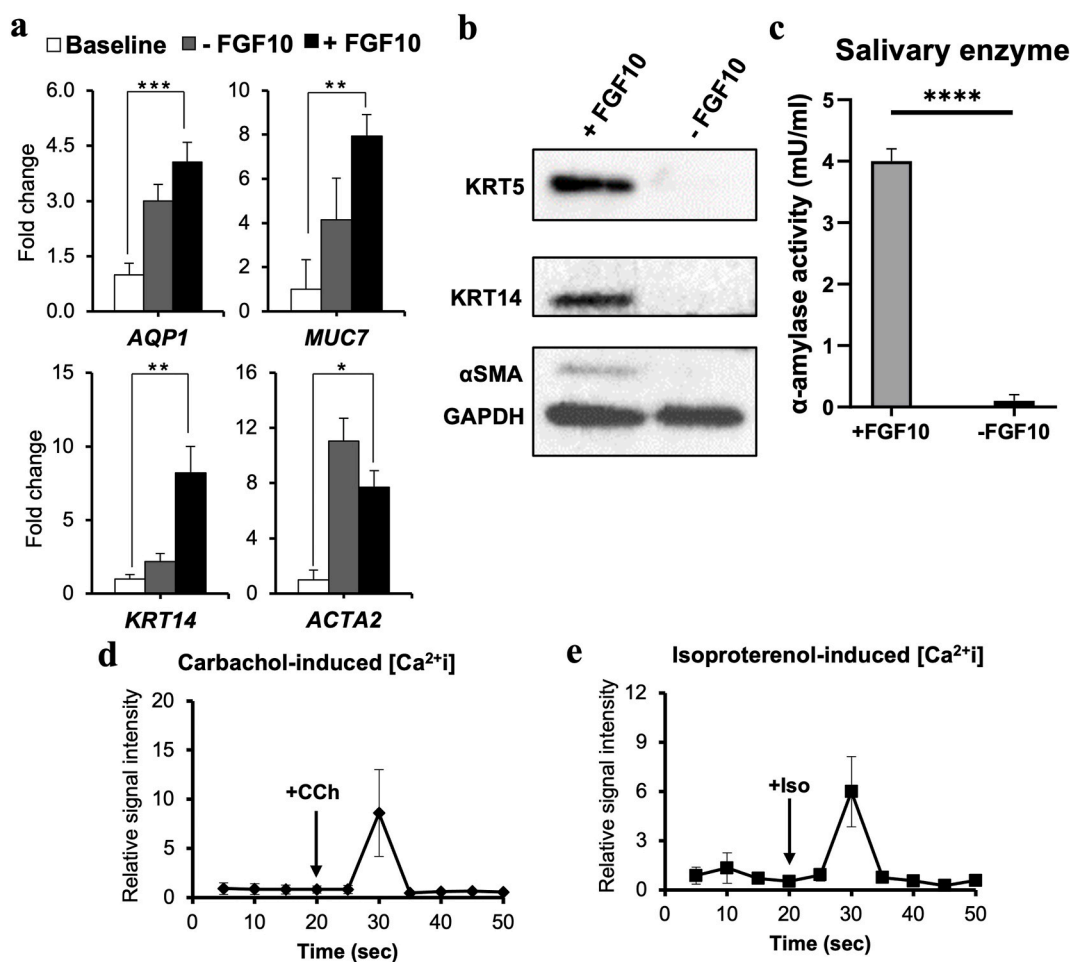 a
Baseline - FGF10 + FGF10
Fold change
6.0
4.5
3.0
1.5
0.0
***
AQP1
10
8
6
4
2
0
**
MUC7
Fold change
15
10
5
0
**
KRT14
16
12
8
4
0
*
ACTA2
b
+ FGF10
- FGF10
KRT5
KRT14
αSMA
GAPDH
c
Salivary enzyme
α-amylase activity (mU/ml)
5
4
3
2
4
0
****
+FGF10 -FGF10
d
Carbachol-induced [Ca²⁺i]
Relative signal intensity
20
15
10
5
0
+CCh
0 10 20 30 40 50
Time (sec)
e
Isoproterenol-induced [Ca²⁺i]
Relative signal intensity
12
9
6
3
0
+Iso
0 10 20 30 40 50
Time (sec)